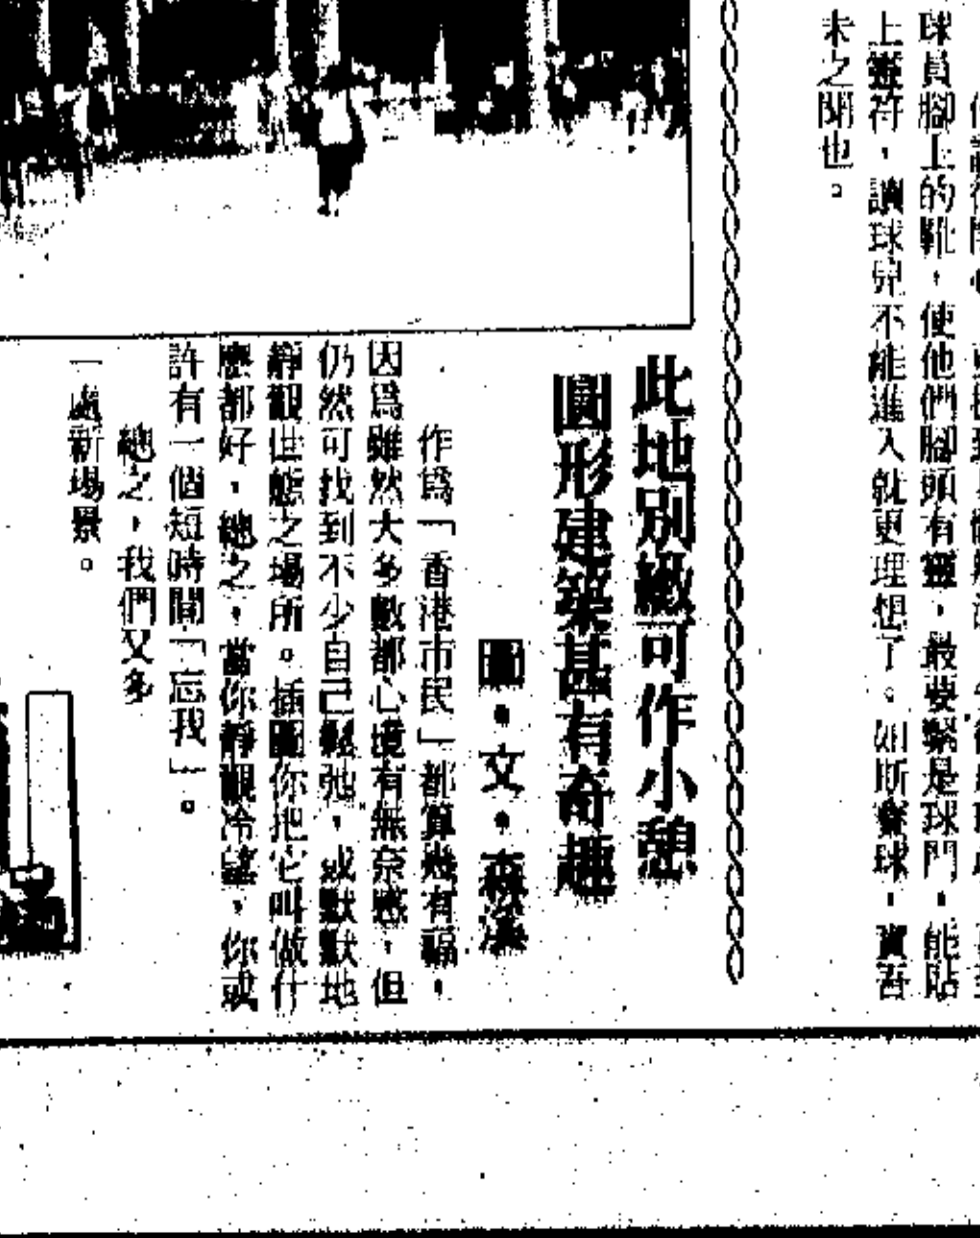 球員腳上的靴，使他們腳頭有靈，最要緊是球門，能貼
上靈符，讓球兒不能進入就更理想了。如斯齋球，實吾
未之聞也。
此地別緻可作小憩
圓形建築甚有奇趣
圖・文・森溪
作爲「香港市民」都算幾有福，
因爲雖然大多數都心境有無奈感，但
仍然可找到不少自己鬆弛，或默默地
靜觀世態之場所。插圖你把它叫做什
麽都好，總之，當你靜觀冷望，你或
許有一個短時間「忘我」。
總之，我們又多
一處新場景。